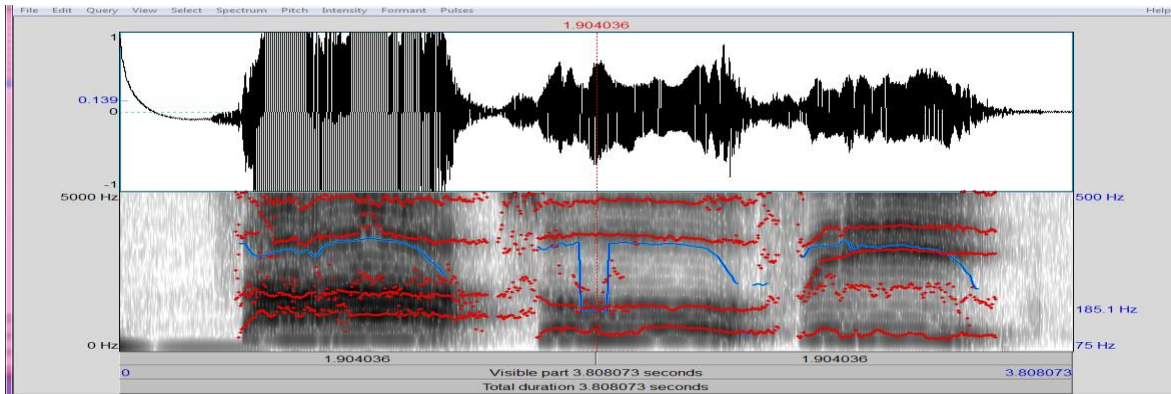 File Edit Query View Select Spectrum Pitch Intensity Formant Pulses Help
1.904036
1
0.139
0
-1
5000 Hz 500 Hz
185.1 Hz
0 Hz 75 Hz
1.904036 1.904036
0 Visible part 3.808073 seconds 3.808073
Total duration 3.808073 seconds